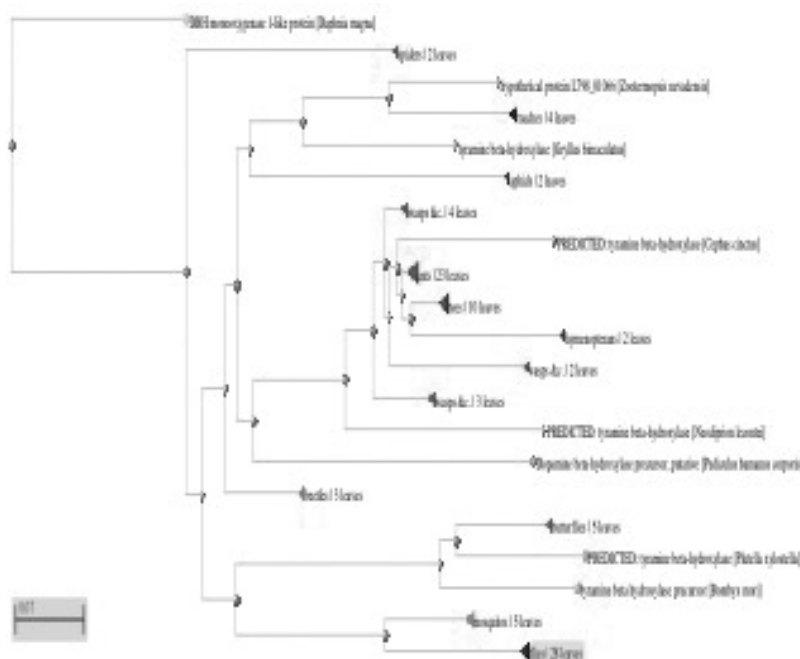 DBH monooxygenase 1-like protein [Daphnia magna]
spiders | 2 leaves
hypothetical protein L798_01066 [Zootermopsis nevadensis]
| 4 leaves
tyramine beta-hydroxylase [Gryllus bimaculatus]
aphids | 2 leaves
wasps &c. | 4 leaves
PREDICTED: tyramine beta-hydroxylase [Cephus cinctus]
ants | 23 leaves
bees | 10 leaves
hymenopterans | 2 leaves
wasps &c. | 2 leaves
wasps &c. | 3 leaves
PREDICTED: tyramine beta-hydroxylase [Neodiprion lecontei]
Dopamine beta-hydroxylase precursor, putative [Pediculus humanus corporis
beetles | 5 leaves
butterflies | 5 leaves
PREDICTED: tyramine beta-hydroxylase [Plutella xylostella]
tyramine beta hydroxylase precursor [Bombyx mori]
mosquitos | 5 leaves
flies | 28 leaves